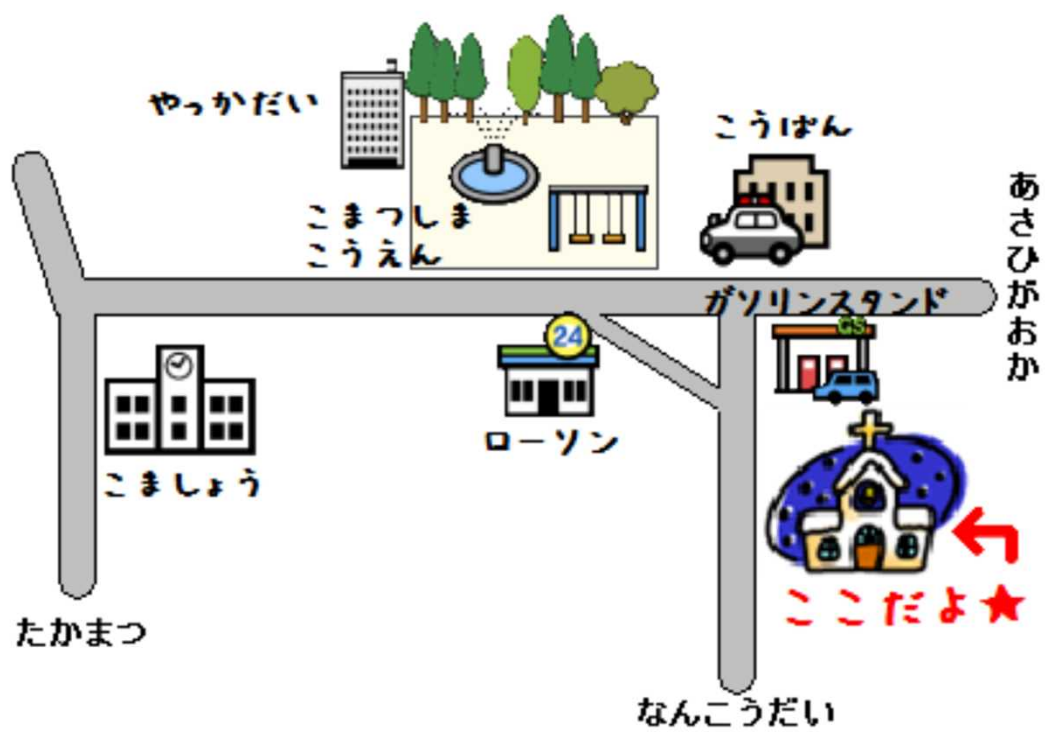 やっかだい
こうばん
こまつしま
こうえん
あさひがおか
ガソリンスタンド
GS
24
ローソン
こましょう
ここだよ★
たかまつ
なんこうだい